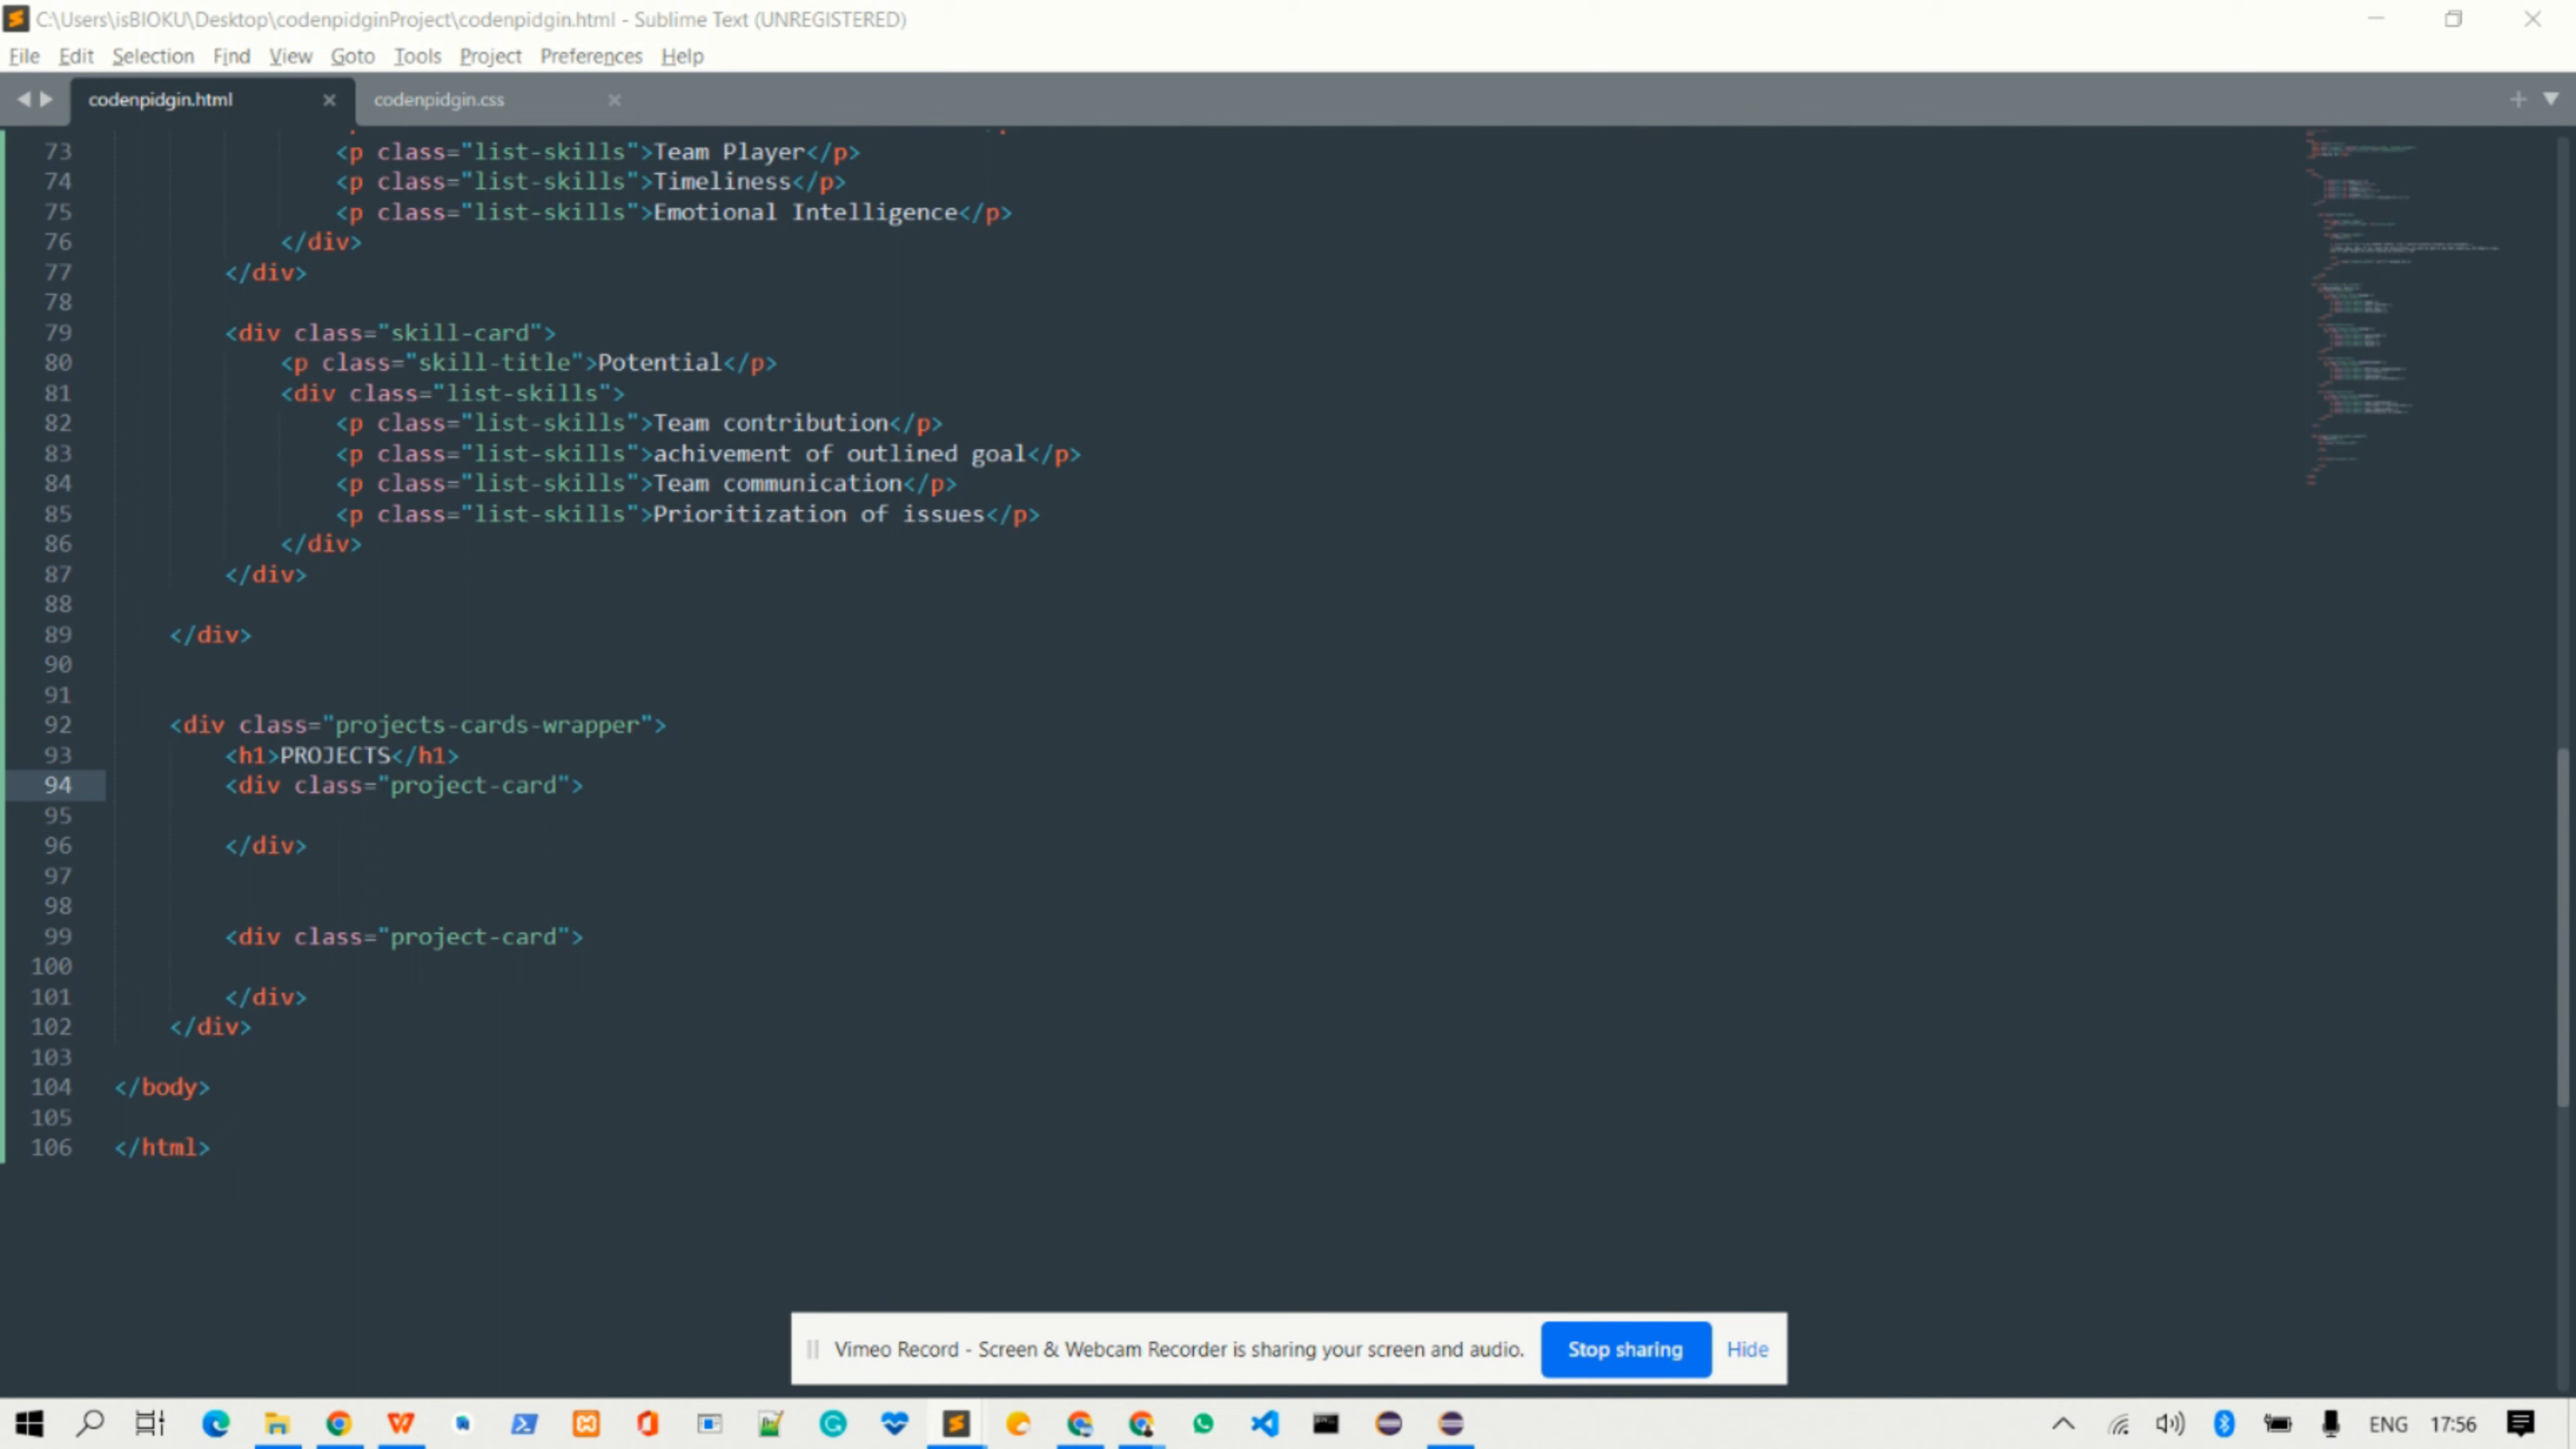 C:\Users\isBIOKU\Desktop\codenpidginProject\codenpidgin.html - Sublime Text (UNREGISTERED)
File Edit Selection Find View Goto Tools Project Preferences Help
codenpidgin.html codenpidgin.css
73 <p class="list-skills">Team Player</p>
74 <p class="list-skills">Timeliness</p>
75 <p class="list-skills">Emotional Intelligence</p>
76 </div>
77 </div>
78
79 <div class="skill-card">
80 <p class="skill-title">Potential</p>
81 <div class="list-skills">
82 <p class="list-skills">Team contribution</p>
83 <p class="list-skills">achivement of outlined goal</p>
84 <p class="list-skills">Team communication</p>
85 <p class="list-skills">Prioritization of issues</p>
86 </div>
87 </div>
88
89 </div>
90
91
92 <div class="projects-cards-wrapper">
93 <h1>PROJECTS</h1>
94 <div class="project-card">
95
96 </div>
97
98
99 <div class="project-card">
100
101 </div>
102 </div>
103
104 </body>
105
106 </html>
Vimeo Record - Screen & Webcam Recorder is sharing your screen and audio. Stop sharing Hide
ENG 17:56